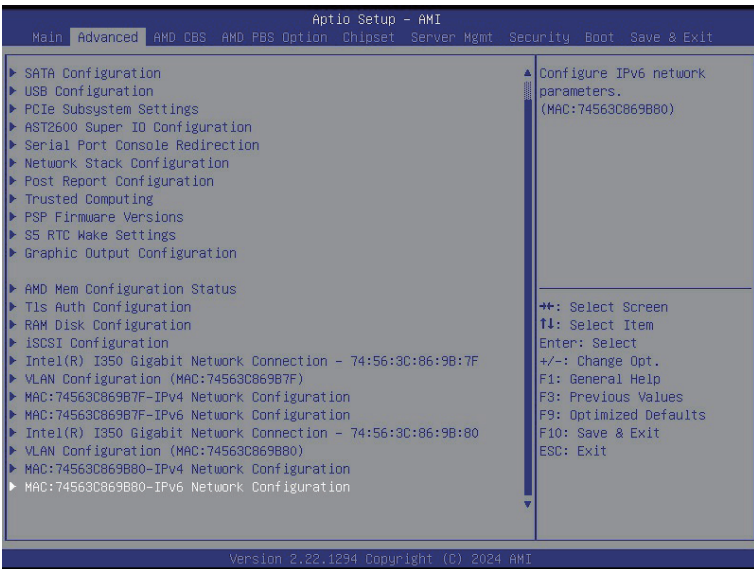 Aptio Setup – AMI
Main Advanced AMD CBS AMD PBS Option Chipset Server Mgmt Security Boot Save & Exit
SATA Configuration
USB Configuration
PCIe Subsystem Settings
AST2600 Super IO Configuration
Serial Port Console Redirection
Network Stack Configuration
Post Report Configuration
Trusted Computing
PSP Firmware Versions
S5 RTC Wake Settings
Graphic Output Configuration
AMD Mem Configuration Status
Tls Auth Configuration
RAM Disk Configuration
iSCSI Configuration
Intel(R) I350 Gigabit Network Connection – 74:56:3C:86:9B:7F
VLAN Configuration (MAC:74563C869B7F)
MAC:74563C869B7F-IPv4 Network Configuration
MAC:74563C869B7F-IPv6 Network Configuration
Intel(R) I350 Gigabit Network Connection – 74:56:3C:86:9B:80
VLAN Configuration (MAC:74563C869B80)
MAC:74563C869B80-IPv4 Network Configuration
MAC:74563C869B80-IPv6 Network Configuration
Configure IPv6 network
parameters.
(MAC:74563C869B80)
→←: Select Screen
↑↓: Select Item
Enter: Select
+/-: Change Opt.
F1: General Help
F3: Previous Values
F9: Optimized Defaults
F10: Save & Exit
ESC: Exit
Version 2.22.1294 Copyright (C) 2024 AMI